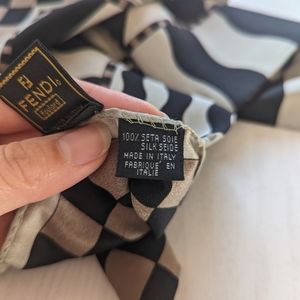 FENDI
100% SETA SOIE
SILK SEIDE
MADE IN ITALY
FABRIQUE' EN
ITALIE